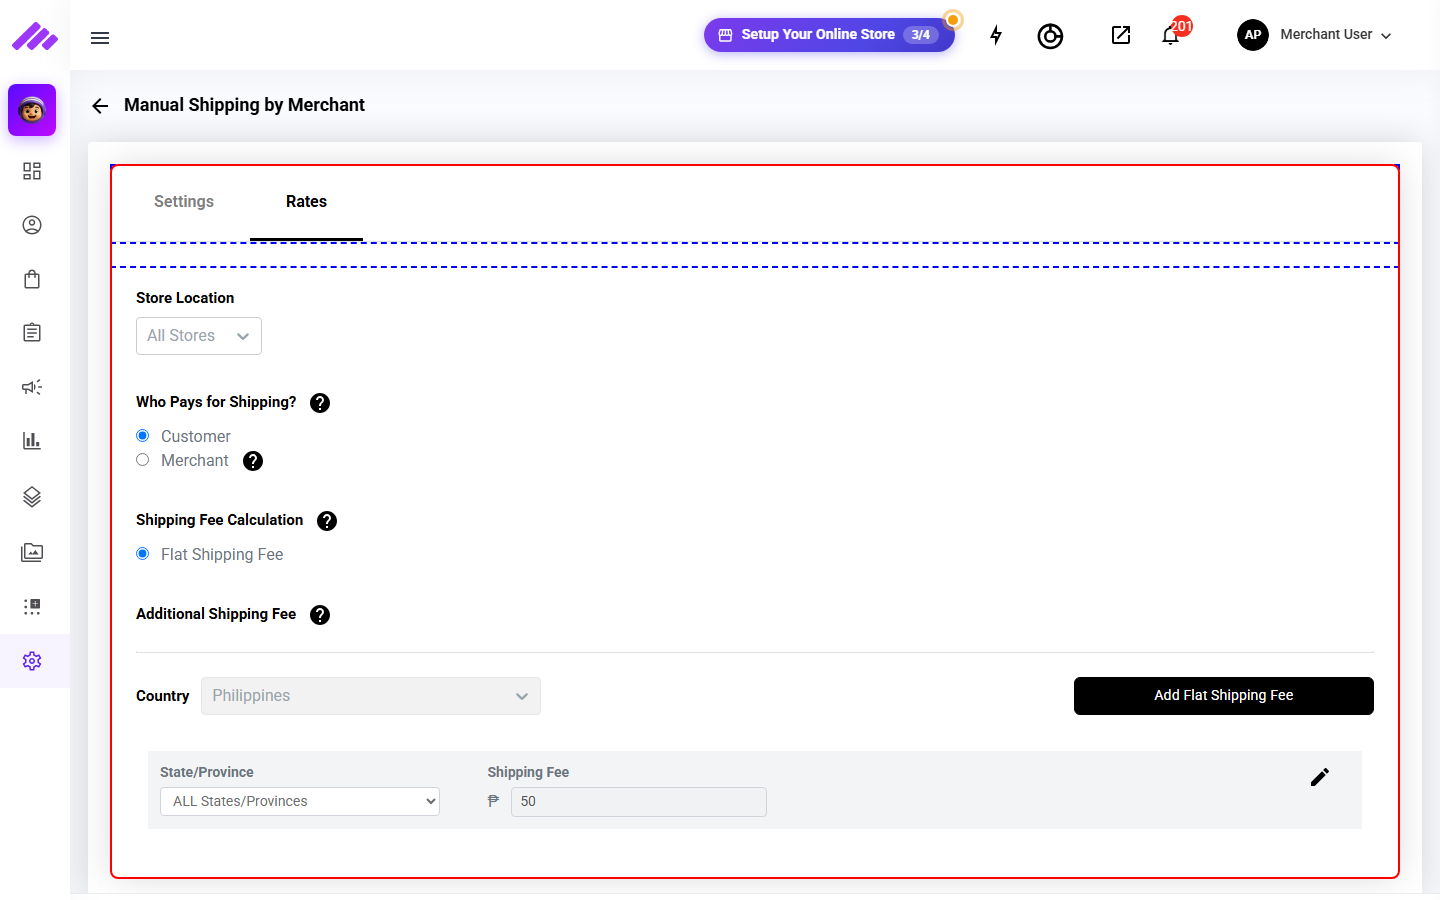 Setup Your Online Store 3/4
201
AP Merchant User
Manual Shipping by Merchant
Settings Rates
Store Location
All Stores
Who Pays for Shipping?
Customer
Merchant
Shipping Fee Calculation
Flat Shipping Fee
Additional Shipping Fee
Country Philippines Add Flat Shipping Fee
State/Province Shipping Fee
ALL States/Provinces ₱ 50